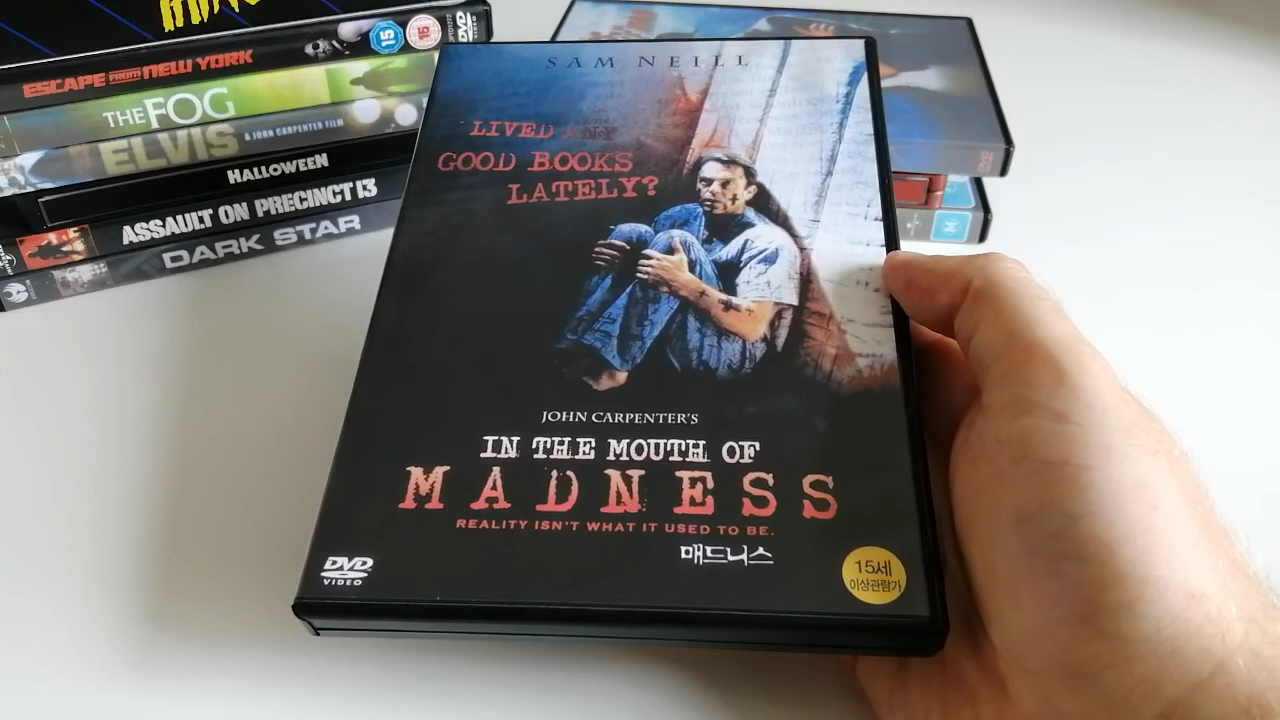 ESCAPE FROM NEW YORK
15
15
DVD
VIDEO
THE FOG
ELVIS
A JOHN CARPENTER FILM
HALLOWEEN
ASSAULT ON PRECINCT 13
DARK STAR
SAM NEILL
LIVED ANY
GOOD BOOKS
LATELY?
JOHN CARPENTER'S
IN THE MOUTH OF
MADNESS
REALITY ISN'T WHAT IT USED TO BE.
매드니스
DVD
VIDEO
15세
이상관람가
M